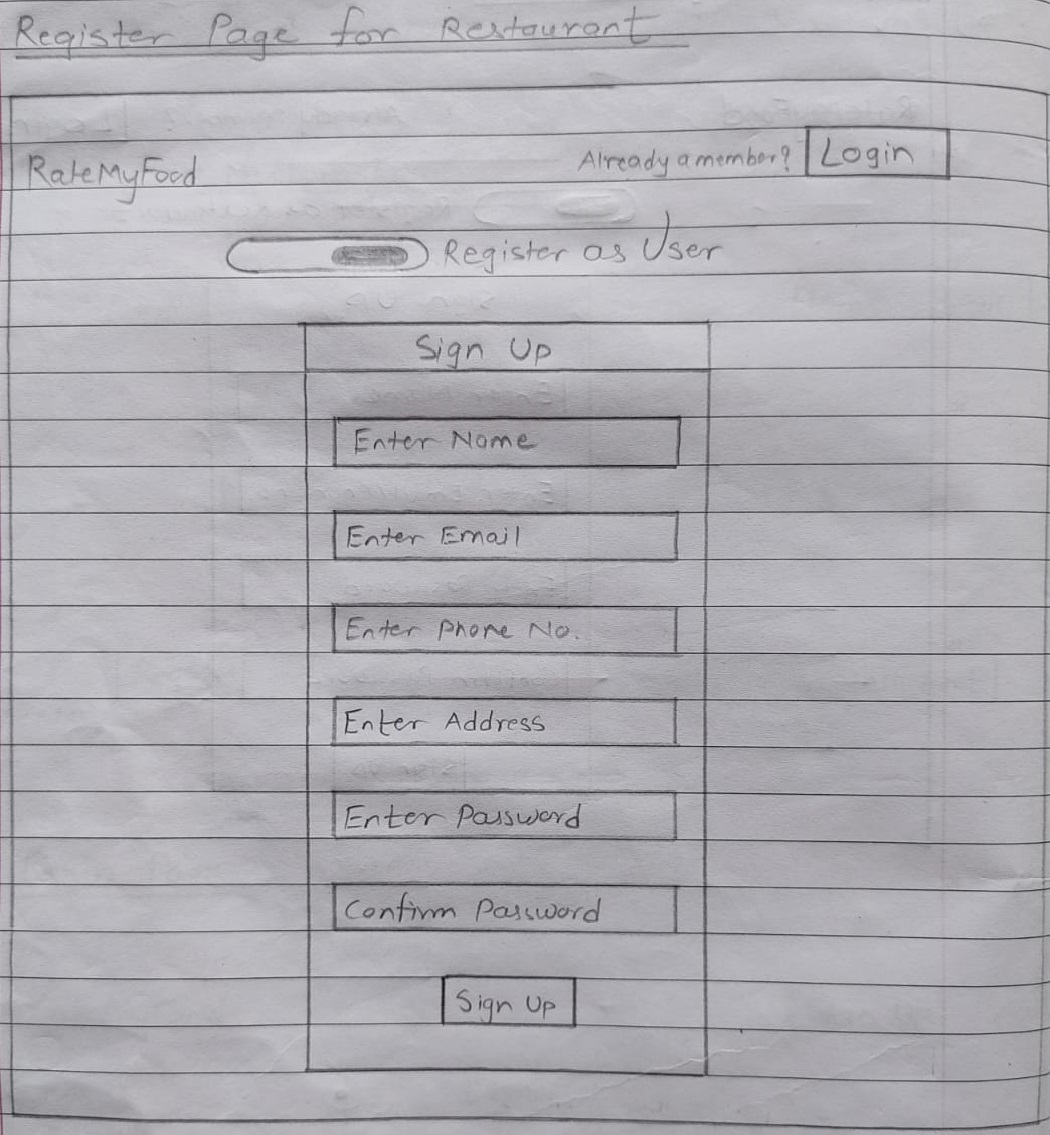 Register Page for Restaurant
RateMyFood Already a member? Login
Register as User
Sign Up
Enter Name
Enter Email
Enter Phone No.
Enter Address
Enter Password
Confirm Password
Sign Up